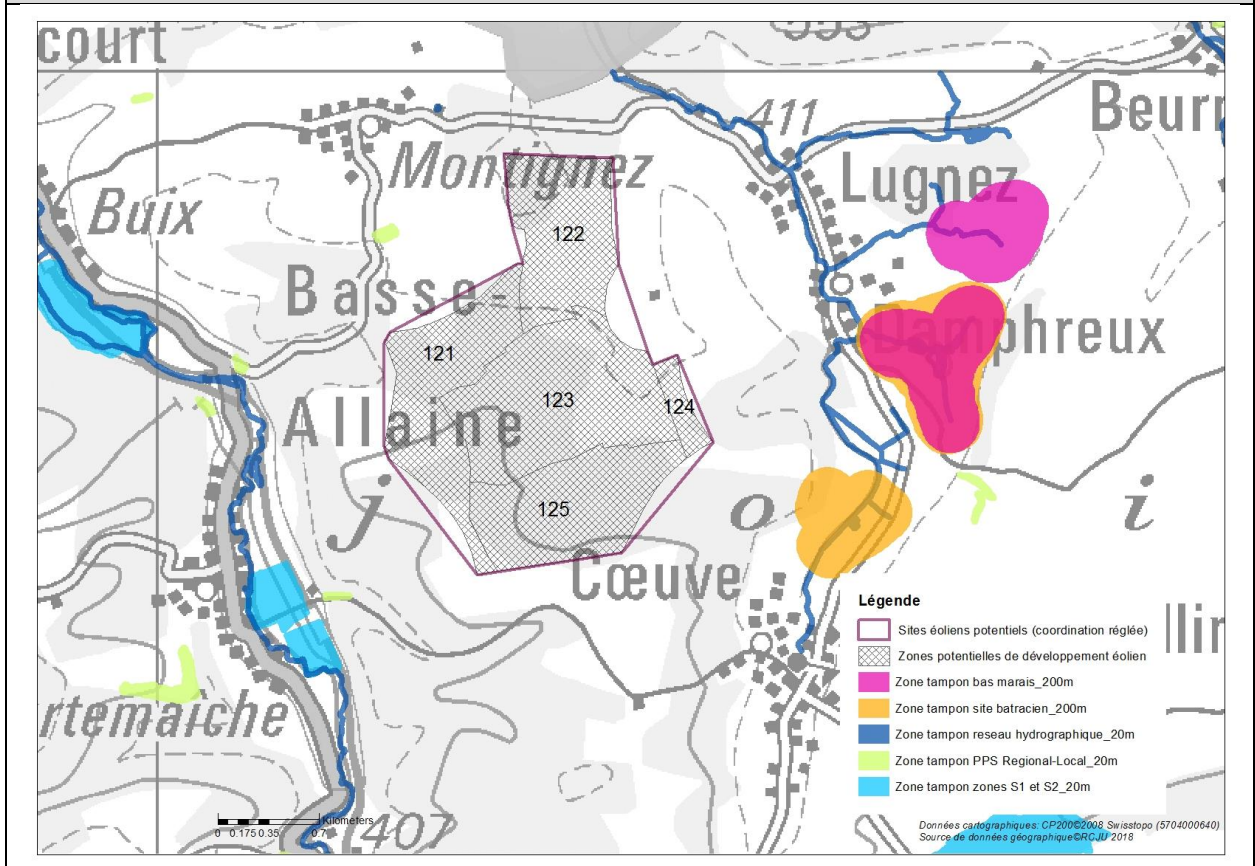 court
553
Beurn
411
Montignez
Lugnez
Buix
122
Basse-
Damphreux
121
123
124
Allaine
j
o
i
125
Cœuve
Légende
Sites éoliens potentiels (coordination réglée)
Zones potentielles de développement éolien
Zone tampon bas marais_200m
Zone tampon site batracien_200m
Zone tampon reseau hydrographique_20m
Zone tampon PPS Regional-Local_20m
Zone tampon zones S1 et S2_20m
llin
rtemaiche
Kilometers
0 0.175 0.35 0.7
407
Données cartographiques: CP200©2008 Swisstopo (5704000640)
Source de données géographique©RCJU 2018